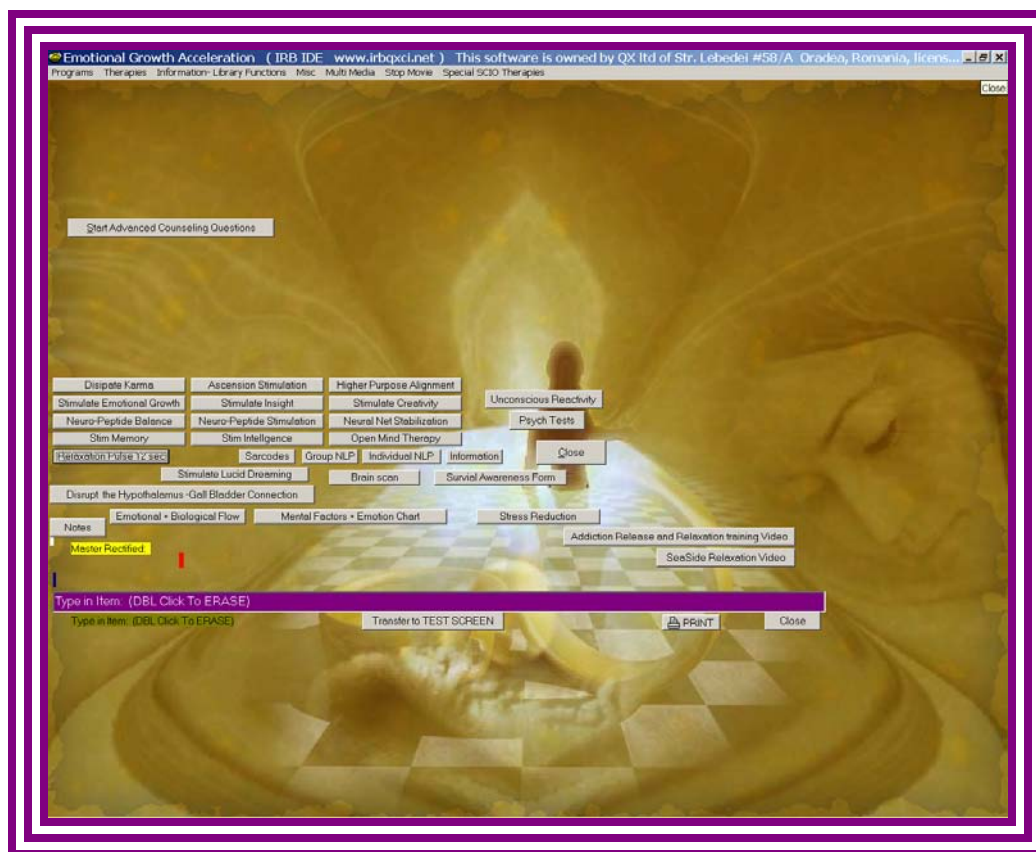 Emotional Growth Acceleration ( IRB IDE www.irbqxci.net ) This software is owned by QX ltd of Str. Lebedei #58/A Oradea, Romania, licens...
Programs Therapies Information- Library Functions Misc Multi Media Stop Movie Special SCIO Therapies
Close
Start Advanced Counseling Questions
Disipate Karma Ascension Stimulation Higher Purpose Alignment
Stimulate Emotional Growth Stimulate Insight Stimulate Creativity Unconscious Reactivity
Neuro-Peptide Balance Neuro-Peptide Stimulation Neural Net Stabilization Psych Tests
Stim Memory Stim Intellgence Open Mind Therapy
Relaxation Pulse 12 sec Sarcodes Group NLP Individual NLP Information Close
Stimulate Lucid Dreaming Brain scan Survial Awareness Form
Disrupt the Hypothalamus -Gall Bladder Connection
Emotional + Biological Flow Mental Factors + Emotion Chart Stress Reduction
Notes
Addiction Release and Relaxation training Video
Master Rectified:
SeaSide Relaxation Video
Type in Item: (DBL Click To ERASE)
Type in Item: (DBL Click To ERASE) Transfer to TEST SCREEN PRINT Close